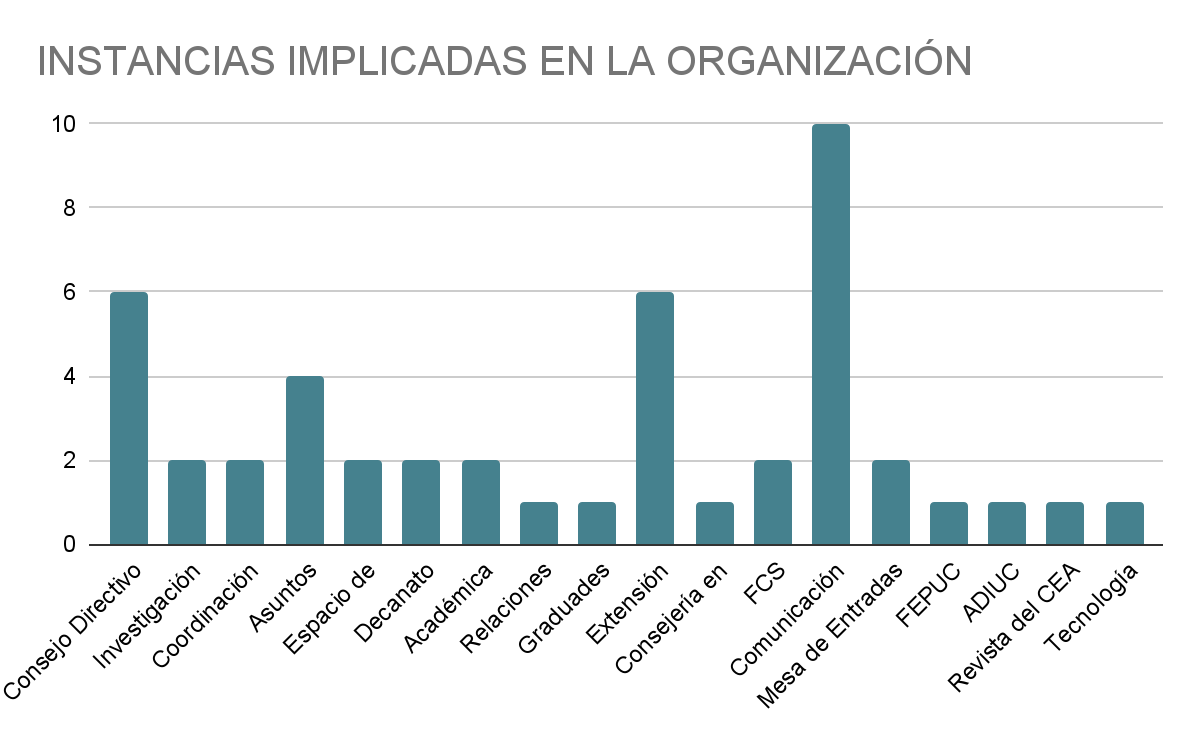 INSTANCIAS IMPLICADAS EN LA ORGANIZACIÓN
10
8
6
4
2
0
Consejo Directivo
Investigación
Coordinación
Asuntos
Espacio de
Decanato
Académica
Relaciones
Graduades
Extensión
Consejería en
FCS
Comunicación
Mesa de Entradas
FEPUC
ADIUC
Revista del CEA
Tecnología